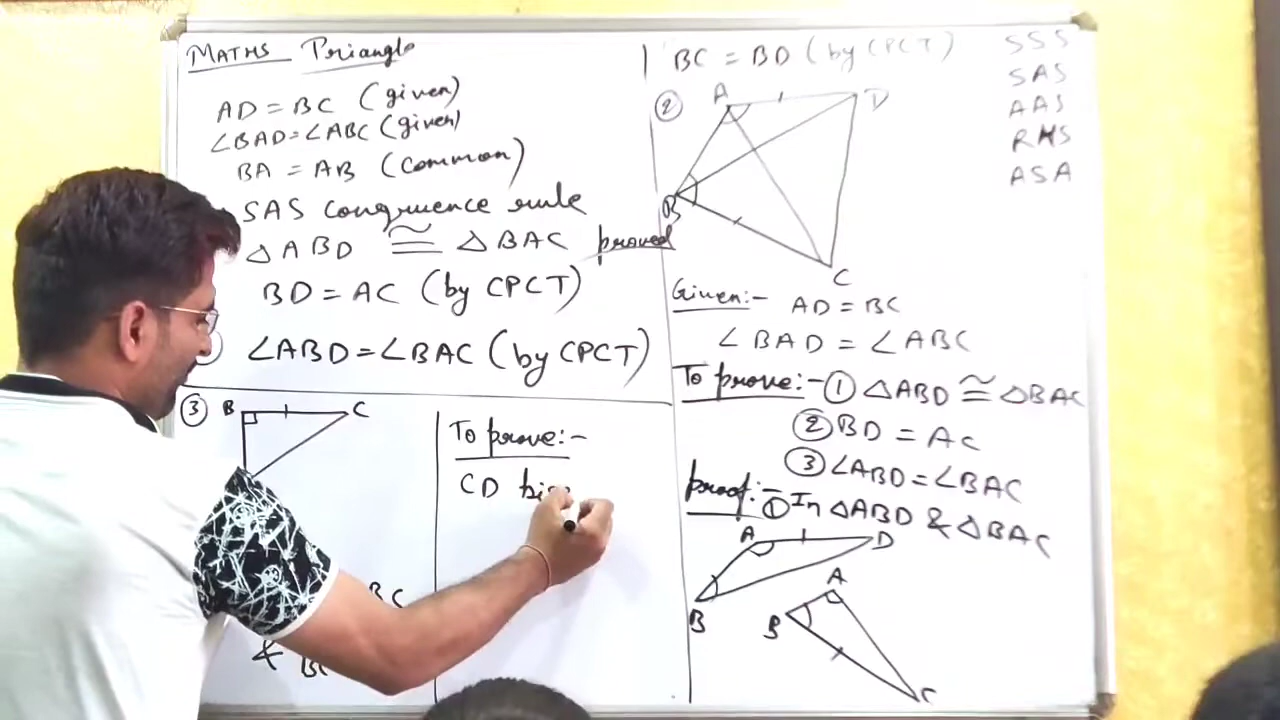 MATHS Triangle
AD = BC (given)
∠BAD = ∠ABC (given)
BA = AB (common)
SAS congruence rule
△ABD ≅ △BAC proved
BD = AC (by CPCT)
∠ABD = ∠BAC (by CPCT)
③ B C
BC
& BC
To prove:-
CD bis
BC = BD (by CPCT)
SSS
SAS
AAS
RHS
ASA
② A D
B
C
Given:- AD = BC
∠BAD = ∠ABC
To prove:- ① △ABD ≅ △BAC
② BD = AC
③ ∠ABD = ∠BAC
proof:- ① In △ABD & △BAC
A D
B
A
B
C